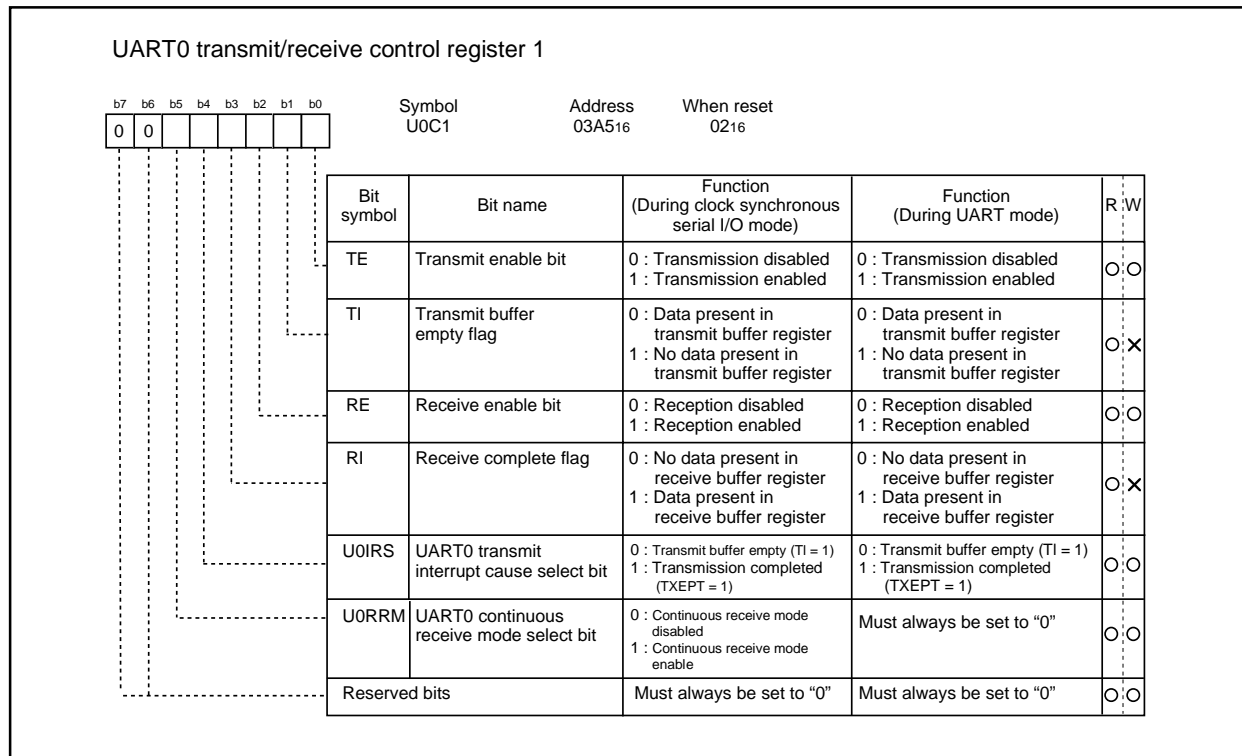 UART0 transmit/receive control register 1
b7 b6 b5 b4 b3 b2 b1 b0
Symbol Address When reset
0 0
U0C1 03A516 0216
Bit symbol
Bit name
Function
(During clock synchronous
serial I/O mode)
Function
(During UART mode)
R W
TE
Transmit enable bit
0 : Transmission disabled
1 : Transmission enabled
0 : Transmission disabled
1 : Transmission enabled
TI
Transmit buffer
empty flag
0 : Data present in
transmit buffer register
1 : No data present in
transmit buffer register
0 : Data present in
transmit buffer register
1 : No data present in
transmit buffer register
RE
Receive enable bit
0 : Reception disabled
1 : Reception enabled
0 : Reception disabled
1 : Reception enabled
RI
Receive complete flag
0 : No data present in
receive buffer register
1 : Data present in
receive buffer register
0 : No data present in
receive buffer register
1 : Data present in
receive buffer register
U0IRS
UART0 transmit
interrupt cause select bit
0 : Transmit buffer empty (TI = 1)
1 : Transmission completed
(TXEPT = 1)
0 : Transmit buffer empty (TI = 1)
1 : Transmission completed
(TXEPT = 1)
U0RRM
UART0 continuous
receive mode select bit
0 : Continuous receive mode
disabled
1 : Continuous receive mode
enable
Must always be set to “0”
Reserved bits
Must always be set to “0”
Must always be set to “0”